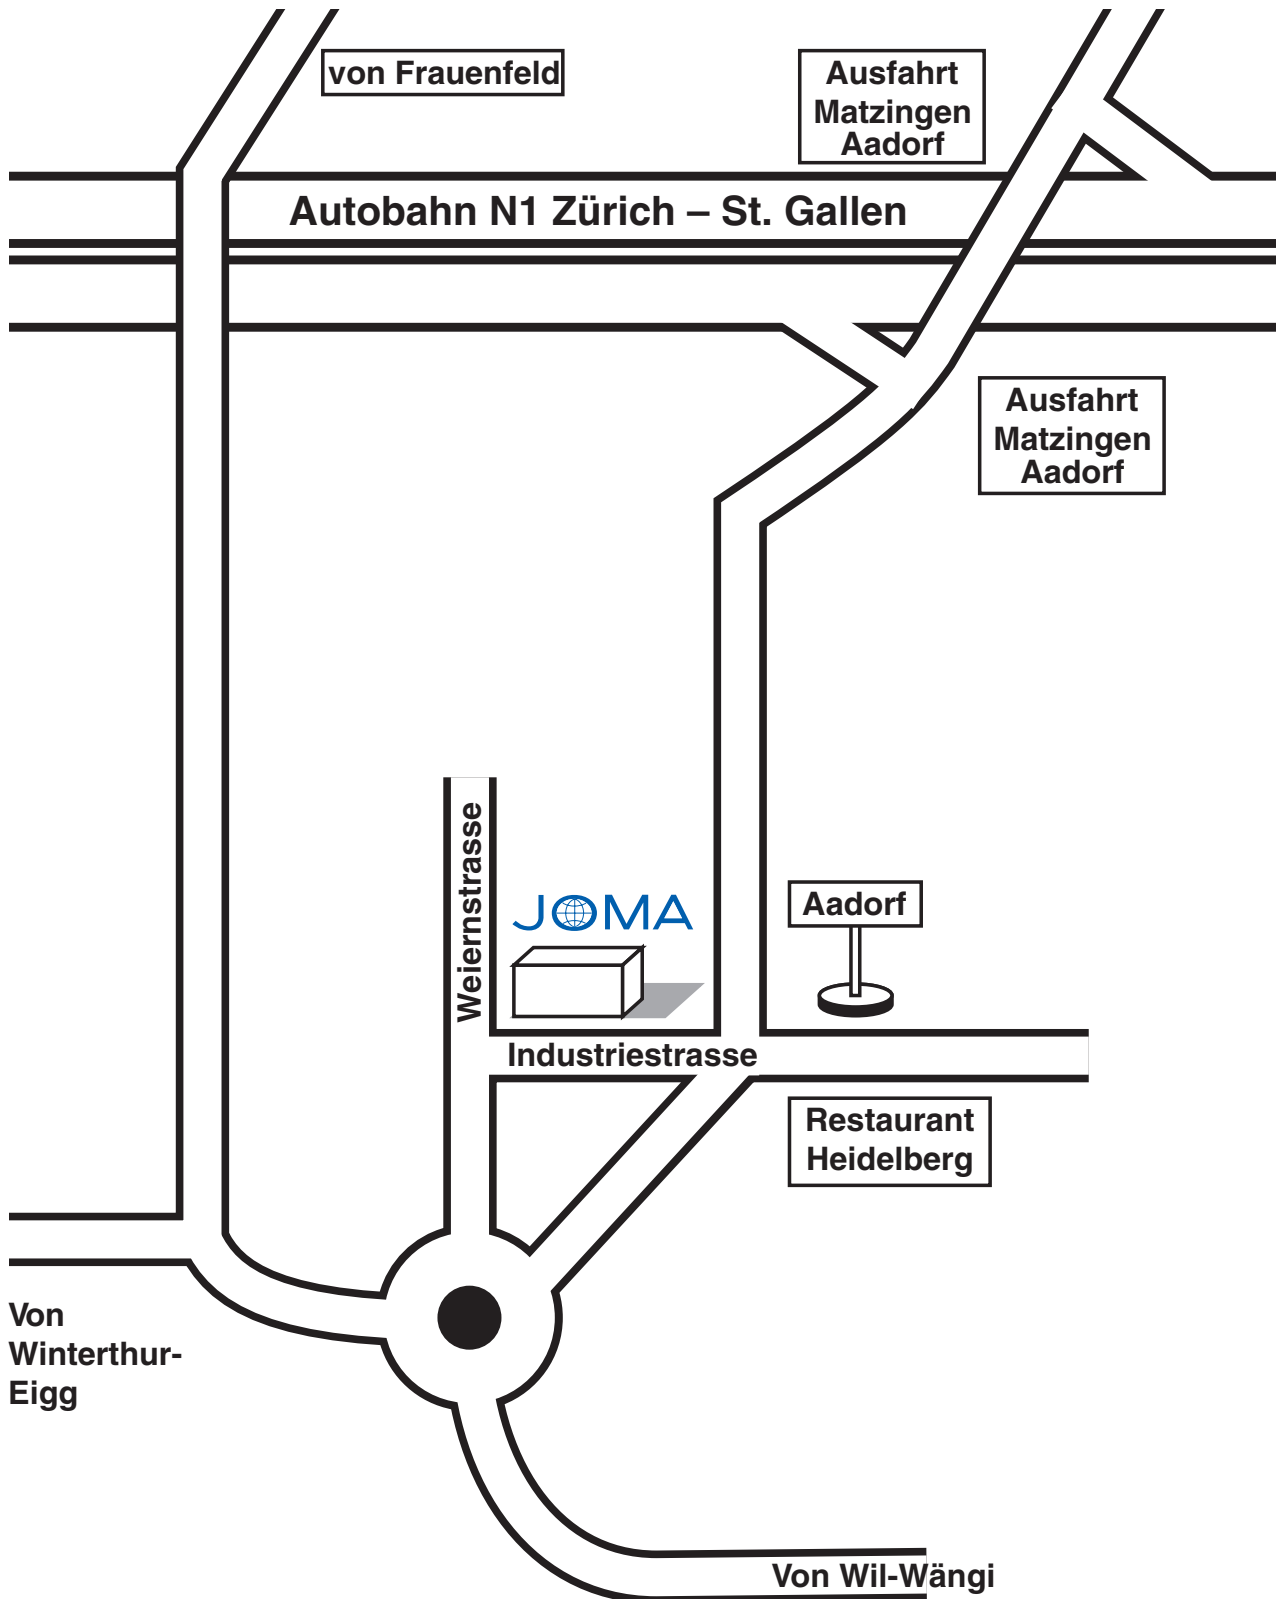 von Frauenfeld
Ausfahrt
Matzingen
Aadorf
Autobahn N1 Zürich – St. Gallen
Ausfahrt
Matzingen
Aadorf
Weiernstrasse
JOMA
Aadorf
Industriestrasse
Restaurant
Heidelberg
Von
Winterthur-
Eigg
Von Wil-Wängi